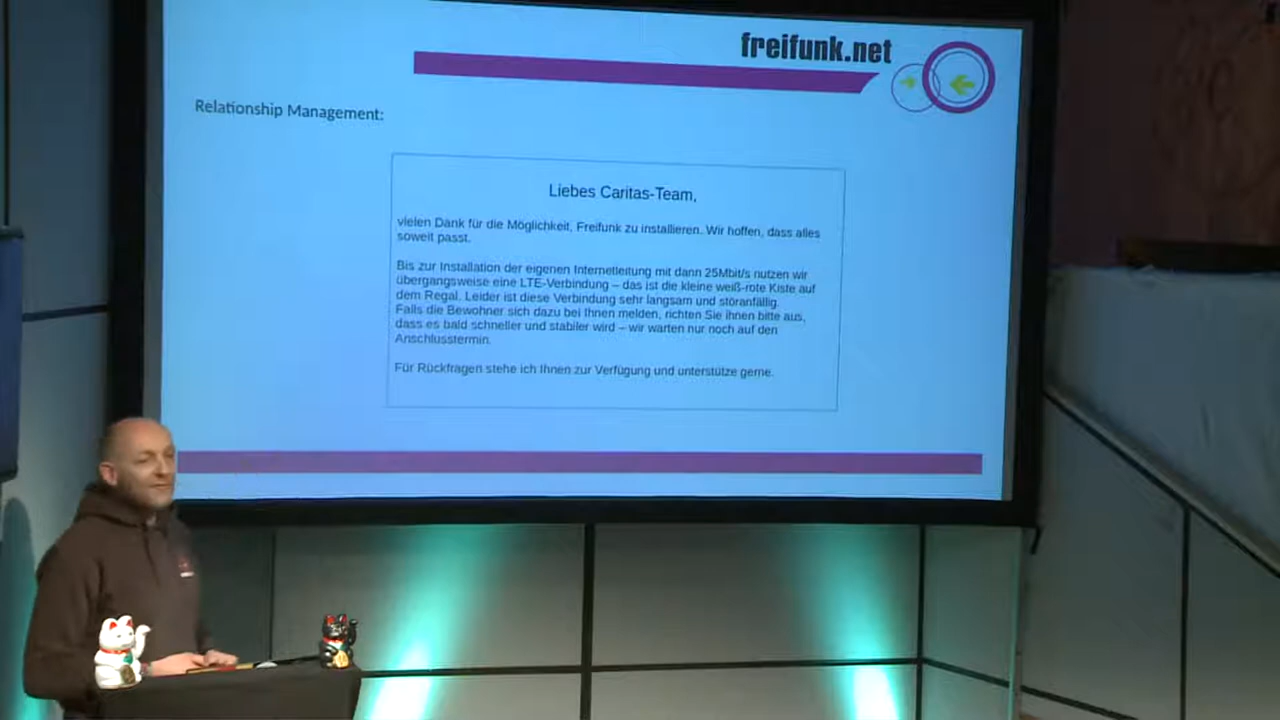 freifunk.net
Relationship Management:
Liebes Caritas-Team,
vielen Dank für die Möglichkeit, Freifunk zu installieren. Wir hoffen, dass alles
soweit passt.
Bis zur Installation der eigenen Internetleitung mit dann 25Mbit/s nutzen wir
übergangsweise eine LTE-Verbindung – das ist die kleine weiß-rote Kiste auf
dem Regal. Leider ist diese Verbindung sehr langsam und störanfällig.
Falls die Bewohner sich dazu bei Ihnen melden, richten Sie ihnen bitte aus,
dass es bald schneller und stabiler wird – wir warten nur noch auf den
Anschlusstermin.
Für Rückfragen stehe ich Ihnen zur Verfügung und unterstütze gerne.